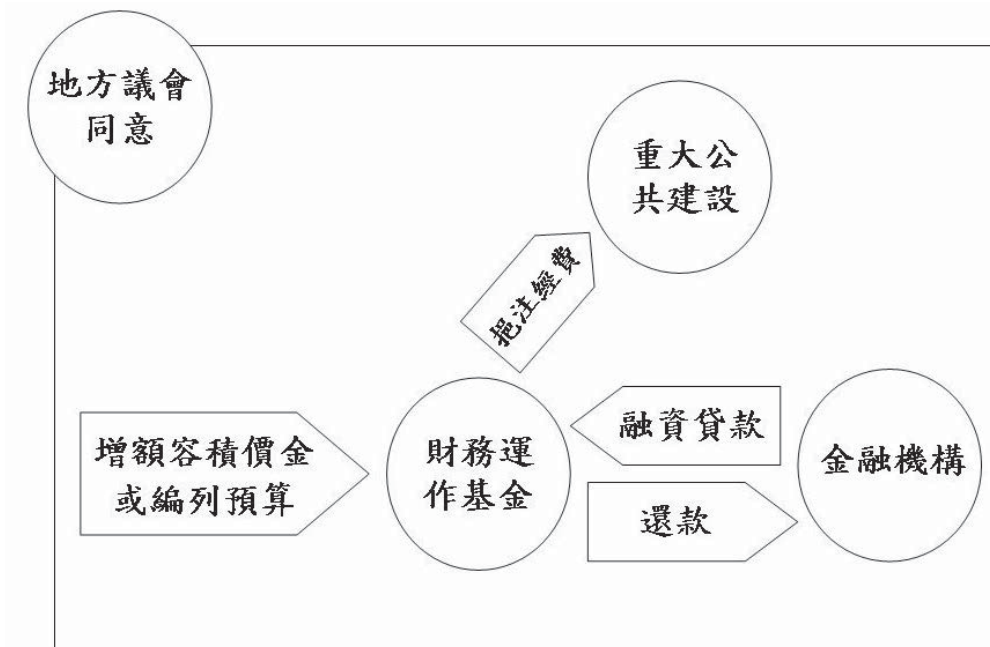 地方議會
同意
重大公
共建設
挹注經費
增額容積價金
或編列預算
財務運
作基金
融資貸款
還款
金融機構